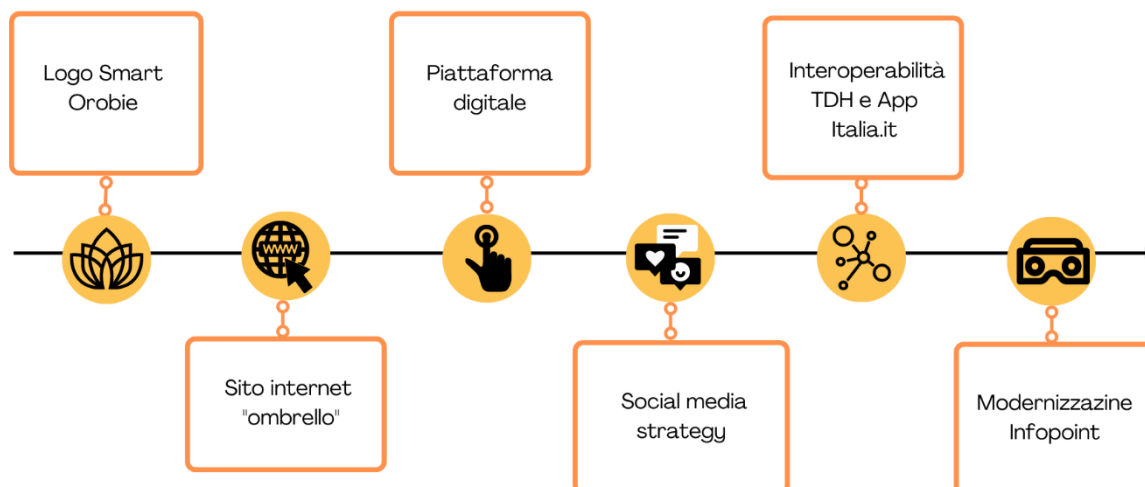 Logo Smart
Orobie
Sito internet
"ombrello"
Piattaforma
digitale
Social media
strategy
Interoperabilità
TDH e App
Italia.it
Modernizzazine
Infopoint
WWW